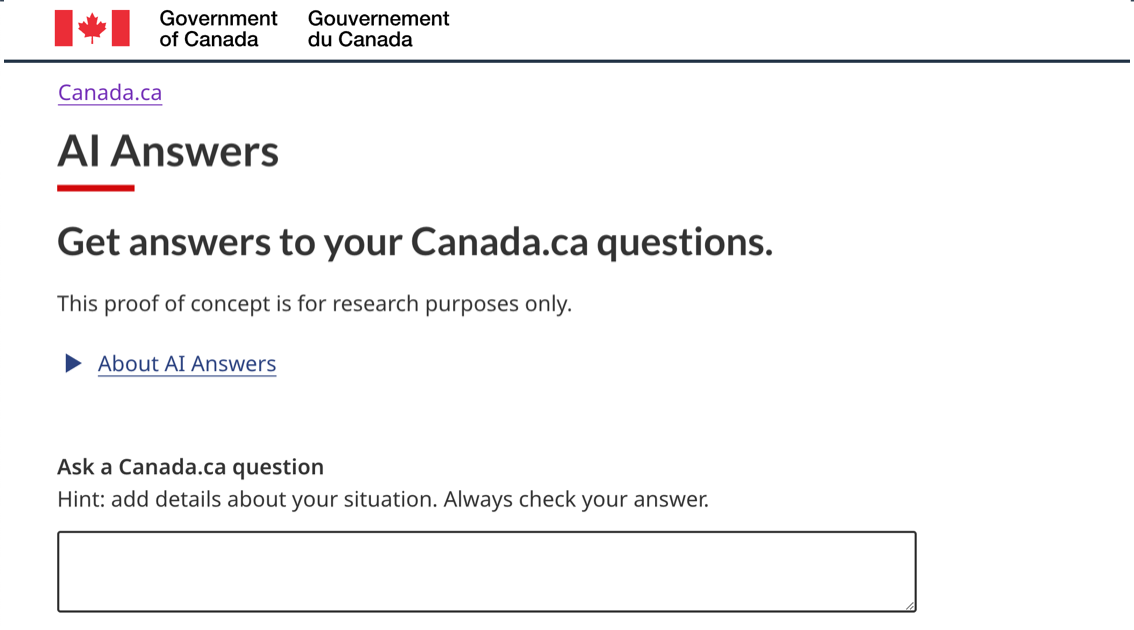 Government Gouvernement
of Canada du Canada
Canada.ca
AI Answers
Get answers to your Canada.ca questions.
This proof of concept is for research purposes only.
About AI Answers
Ask a Canada.ca question
Hint: add details about your situation. Always check your answer.